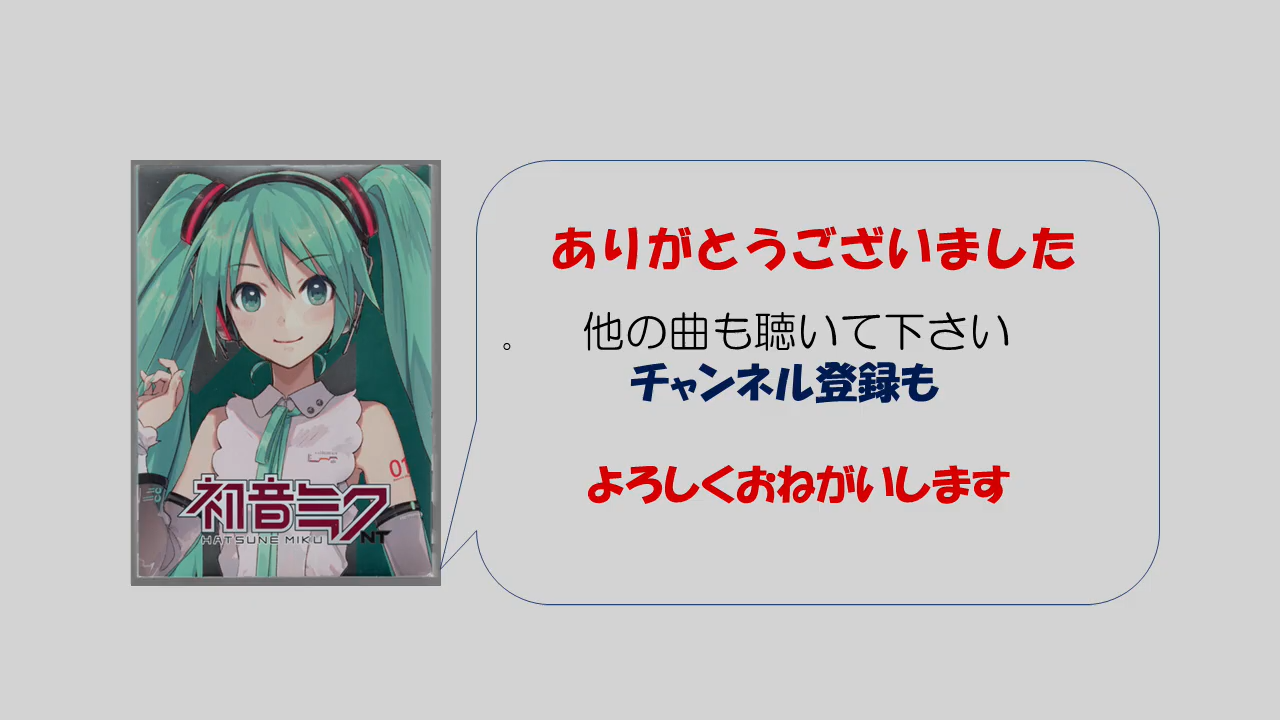 ありがとうございました
。 他の曲も聴いて下さい
チャンネル登録も
よろしくおねがいします
01
初音ミク
HATSUNE MIKU NT